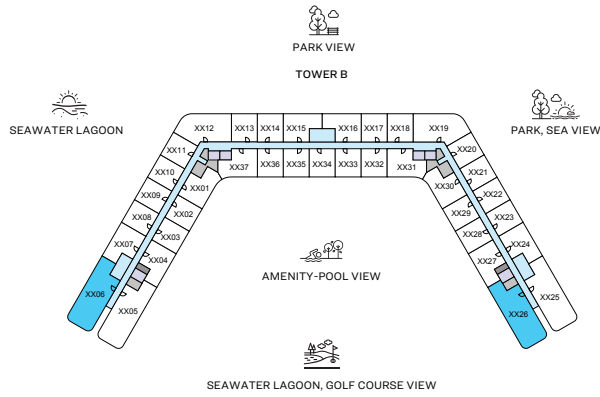 PARK VIEW
TOWER B
SEAWATER LAGOON
PARK, SEA VIEW
XX12
XX13
XX14
XX15
XX16
XX17
XX18
XX19
XX11
XX20
XX10
XX37
XX36
XX35
XX34
XX33
XX32
XX31
XX21
XX09
XX01
XX30
XX22
XX08
XX02
XX29
XX23
XX07
XX03
XX28
XX24
XX04
XX27
XX06
XX25
XX05
XX26
AMENITY-POOL VIEW
SEAWATER LAGOON, GOLF COURSE VIEW